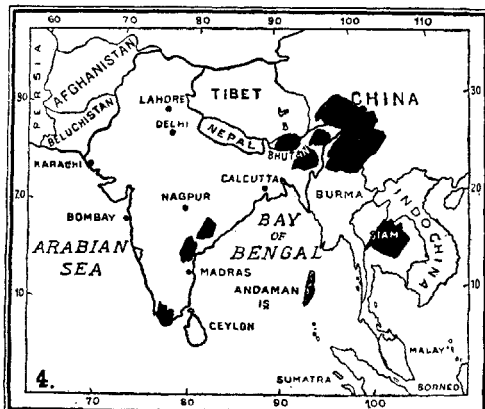 60 70 80 90 100 110
PERSIA
AFGHANISTAN
BELUCHISTAN
LAHORE
DELHI
TIBET
CHINA
30
30
NEPAL
BHUTAN
KARACHI
CALCUTTA
BURMA
20
20
NAGPUR
BOMBAY
BAY
OF
BENGAL
INDO CHINA
SIAM
ARABIAN
SEA
MADRAS
ANDAMAN
IS
10
10
CEYLON
MALAY
4.
SUMATRA
BORNEO
70 80 90 100